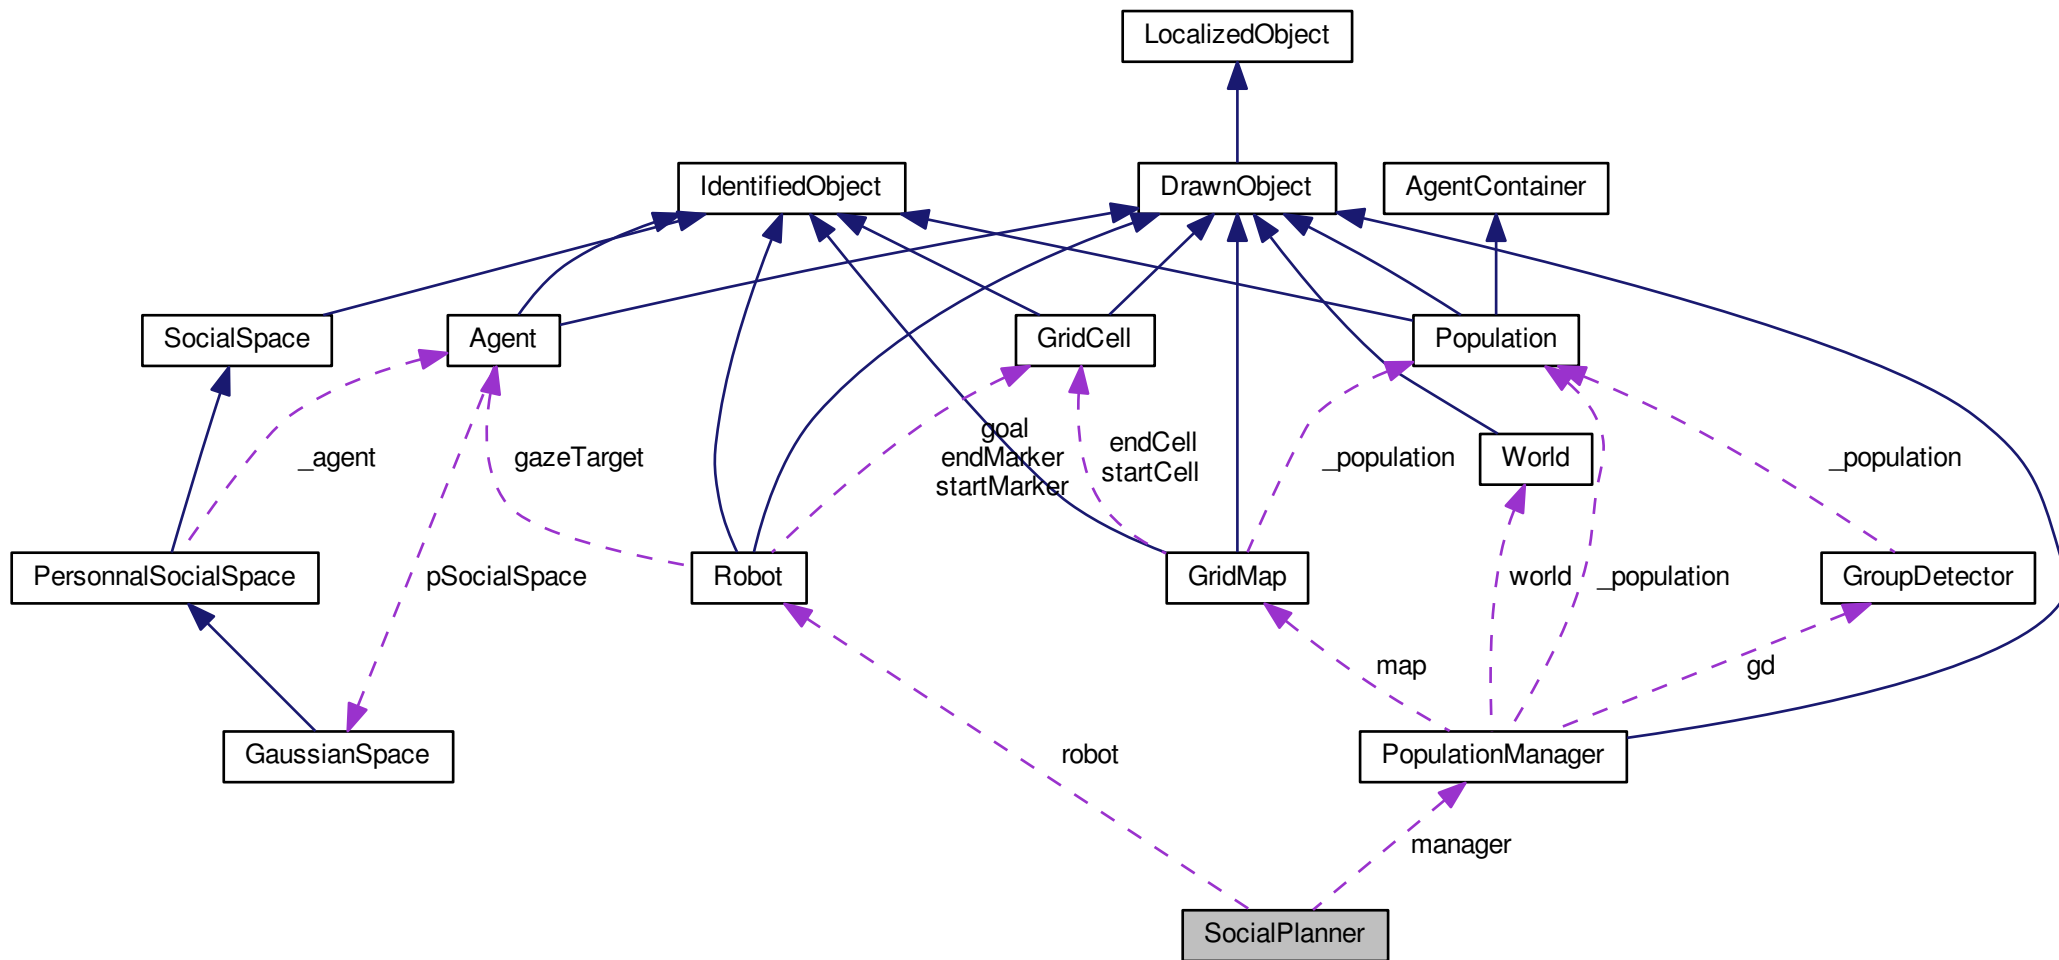 LocalizedObject
IdentifiedObject
DrawnObject
AgentContainer
SocialSpace
Agent
GridCell
Population
goal
endMarker
startMarker
endCell
startCell
_agent
gazeTarget
_population
World
_population
PersonnalSocialSpace
pSocialSpace
Robot
GridMap
world
_population
GroupDetector
map
gd
GaussianSpace
robot
PopulationManager
manager
SocialPlanner